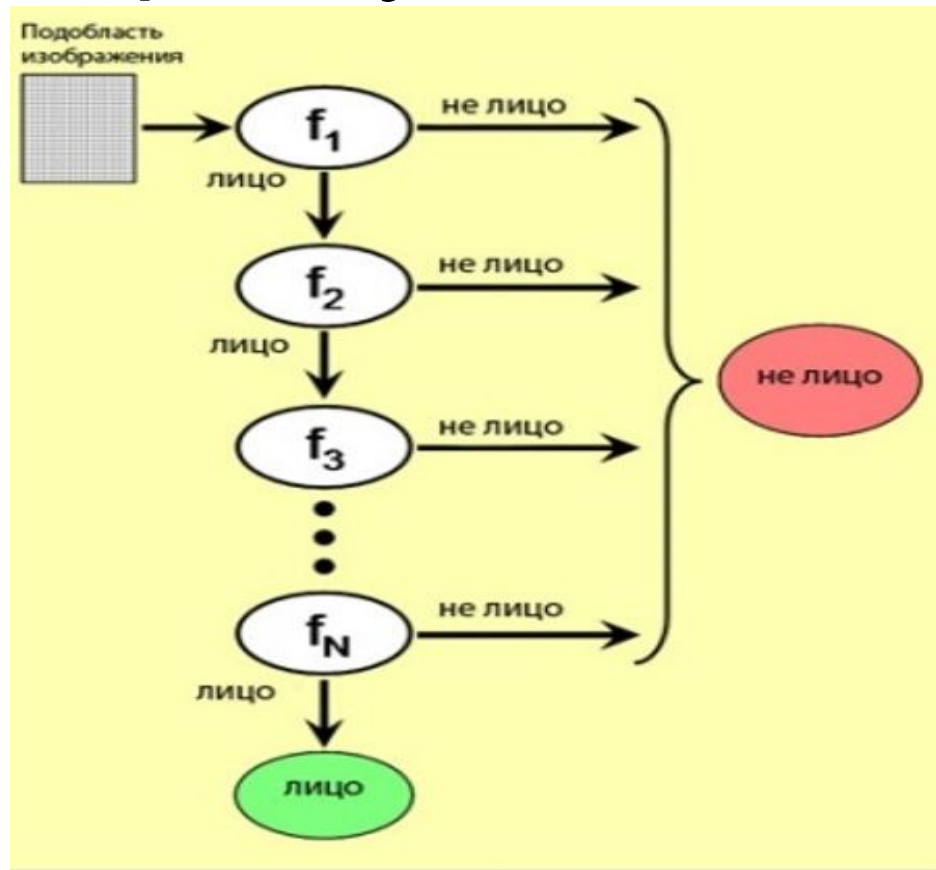 Подобласть
изображения
f1
не лицо
лицо
f2
не лицо
лицо
f3
не лицо
не лицо
fN
не лицо
лицо
лицо